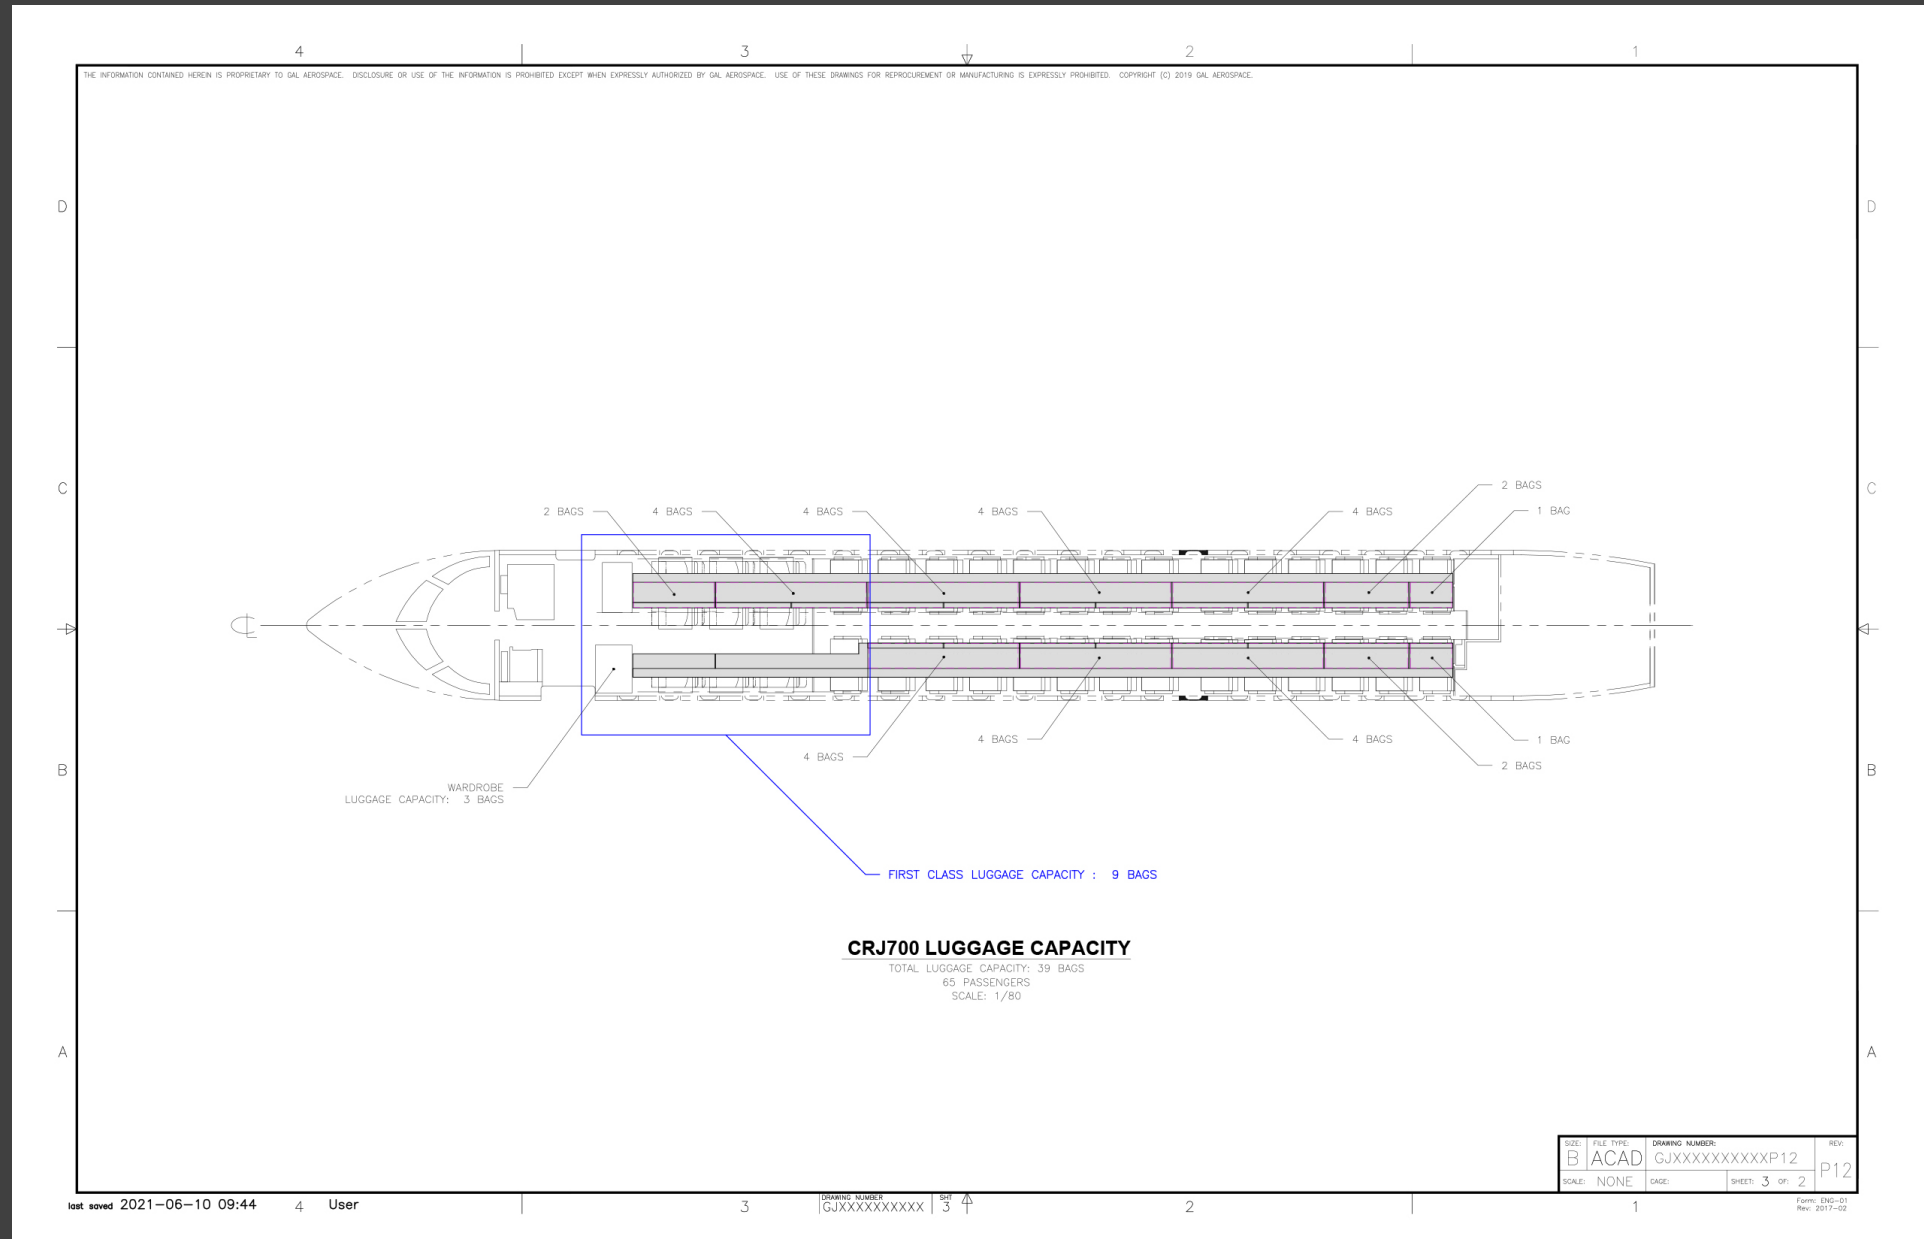 4 3 2 1
THE INFORMATION CONTAINED HEREIN IS PROPRIETARY TO GAL AEROSPACE. DISCLOSURE OR USE OF THE INFORMATION IS PROHIBITED EXCEPT WHEN EXPRESSLY AUTHORIZED BY GAL AEROSPACE. USE OF THESE DRAWINGS FOR REPROCUREMENT OR MANUFACTURING IS EXPRESSLY PROHIBITED. COPYRIGHT (C) 2019 GAL AEROSPACE.
D D
C C
2 BAGS
2 BAGS 4 BAGS 4 BAGS 4 BAGS 4 BAGS 1 BAG
4 BAGS 4 BAGS 1 BAG
4 BAGS 2 BAGS
B B
WARDROBE
LUGGAGE CAPACITY: 3 BAGS
FIRST CLASS LUGGAGE CAPACITY : 9 BAGS
CRJ700 LUGGAGE CAPACITY
TOTAL LUGGAGE CAPACITY: 39 BAGS
65 PASSENGERS
SCALE: 1/80
A A
SIZE: FILE TYPE: DRAWING NUMBER: REV:
B ACAD GJXXXXXXXXXXP12 P12
SCALE: NONE CAGE: SHEET: 3 OF: 2
last saved 2021-06-10 09:44 4 User 3 2 1
DRAWING NUMBER SHT
GJXXXXXXXXXX 3
Form: ENG-01
Rev: 2017-02